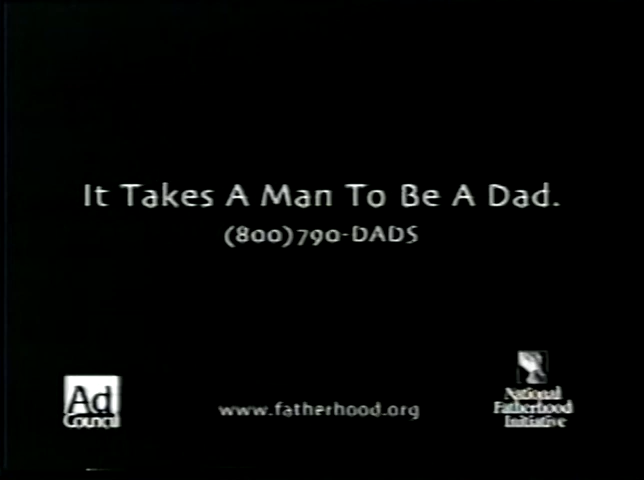 It Takes A Man To Be A Dad.
(800)790-DADS
Ad
Council
www.fatherhood.org
National
Fatherhood
Initiative